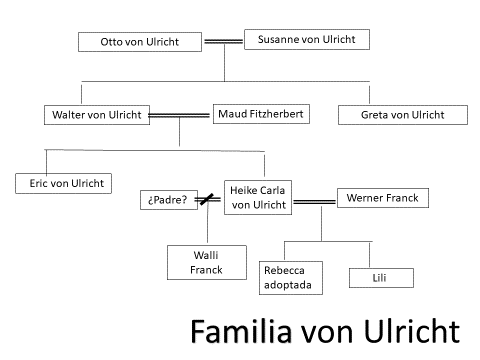 Otto von Ulricht
Susanne von Ulricht
Walter von Ulricht
Maud Fitzherbert
Greta von Ulricht
Eric von Ulricht
¿Padre?
Heike Carla
von Ulricht
Werner Franck
Walli
Franck
Rebecca
adoptada
Lili
Familia von Ulricht